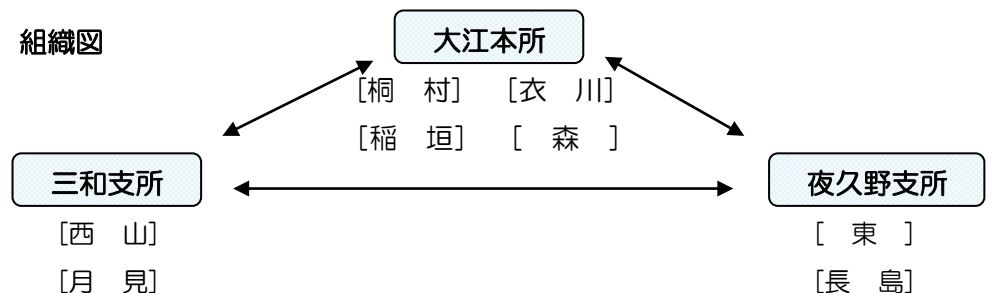 組織図
大江本所
[桐　村]　[衣　川]
[稲　垣]　[　森　]
三和支所
[西　山]
[月　見]
夜久野支所
[　東　]
[長　島]